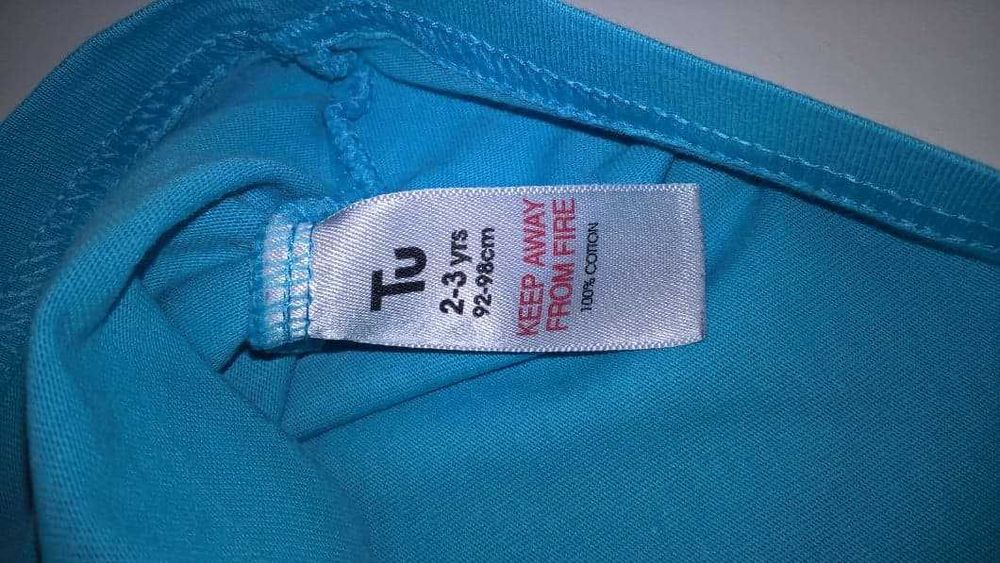 Tu
2-3 yrs
92-98cm
KEEP AWAY
FROM FIRE
100% COTTON